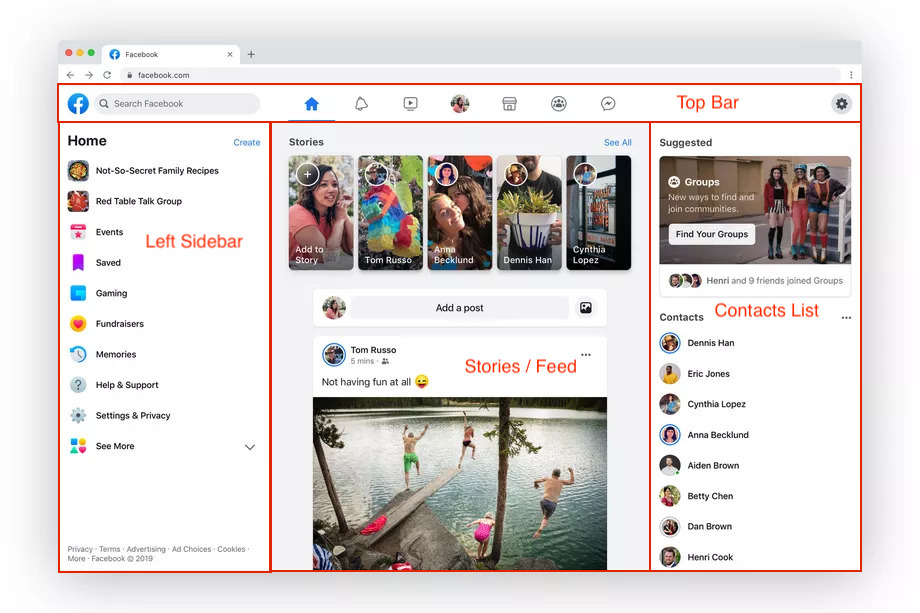 Facebook
facebook.com
Search Facebook
Top Bar
Home
Create
Not-So-Secret Family Recipes
Red Table Talk Group
Events
Left Sidebar
Saved
Gaming
Fundraisers
Memories
Help & Support
Settings & Privacy
See More
Privacy · Terms · Advertising · Ad Choices · Cookies ·
More · Facebook © 2019
Stories
See All
Add to
Story
Tom Russo
Anna
Becklund
Dennis Han
Cynthia
Lopez
Add a post
Tom Russo
5 mins ·
Stories / Feed
Not having fun at all 😜
Suggested
Groups
New ways to find and
join communities.
Find Your Groups
Henri and 9 friends joined Groups
Contacts
Contacts List
Dennis Han
Eric Jones
Cynthia Lopez
Anna Becklund
Aiden Brown
Betty Chen
Dan Brown
Henri Cook